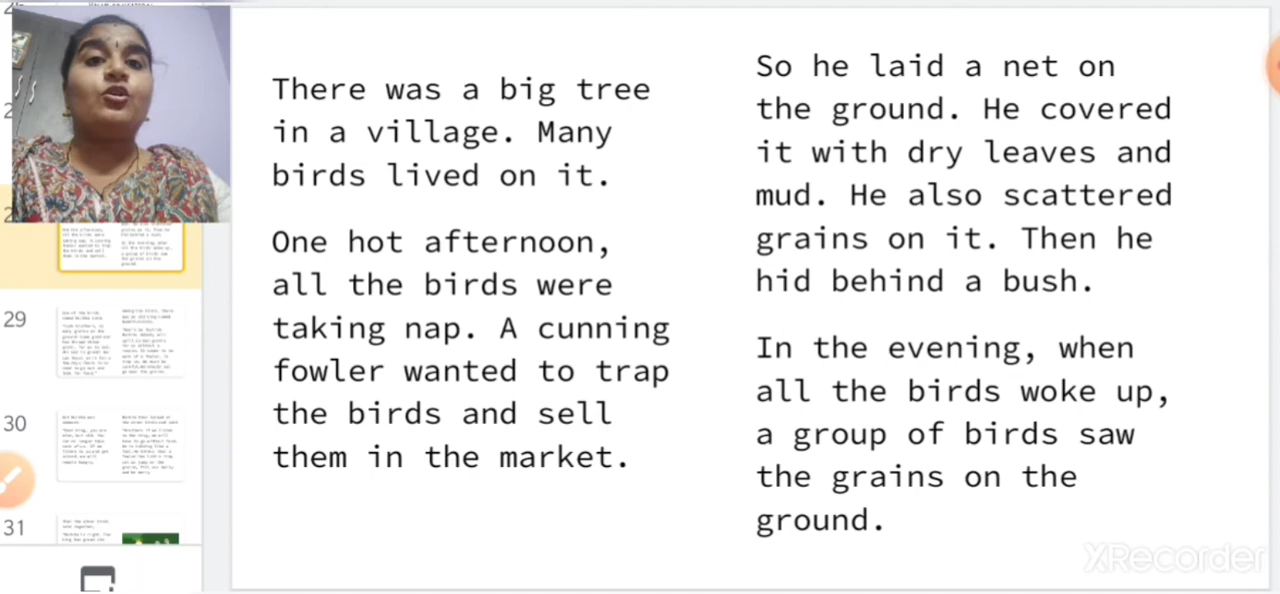 There was a big tree
in a village. Many
birds lived on it.
One hot afternoon,
all the birds were
taking nap. A cunning
fowler wanted to trap
the birds and sell
them in the market.
So he laid a net on
the ground. He covered
it with dry leaves and
mud. He also scattered
grains on it. Then he
hid behind a bush.
In the evening, when
all the birds woke up,
a group of birds saw
the grains on the
ground.
29
30
31
XRecorder